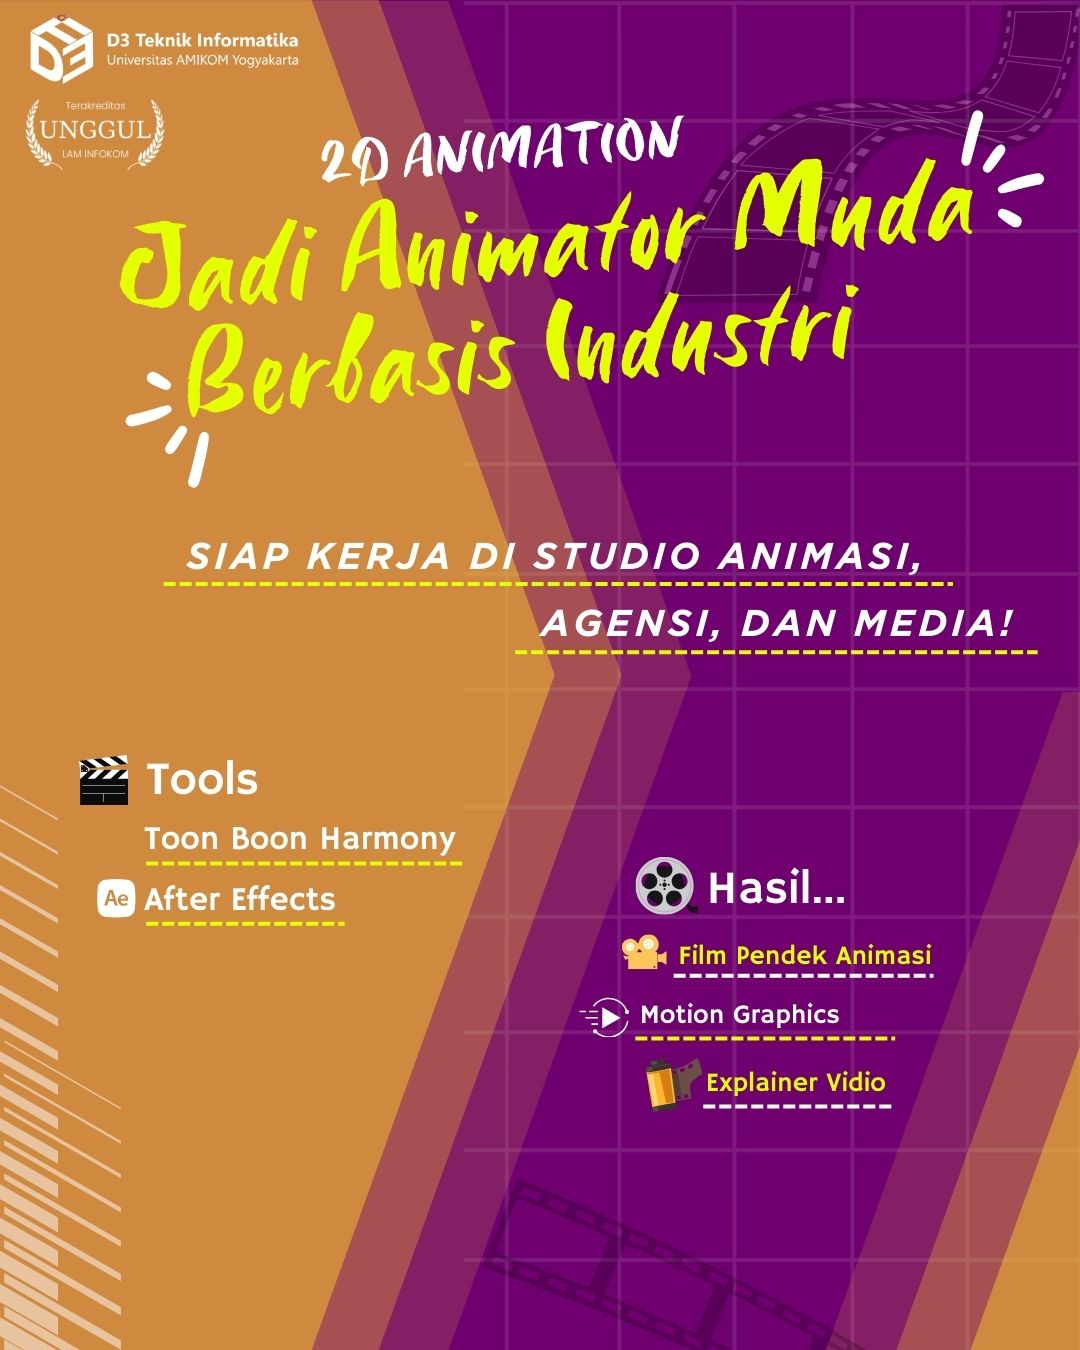 D3 Teknik Informatika
Universitas AMIKOM Yogyakarta
Terakreditas
UNGGUL
LAM INFOKOM
2D ANIMATION
Jadi Animator Muda
Berbasis Industri
SIAP KERJA DI STUDIO ANIMASI,
AGENSI, DAN MEDIA!
Tools
Toon Boon Harmony
Ae After Effects
Hasil...
Film Pendek Animasi
Motion Graphics
Explainer Vidio